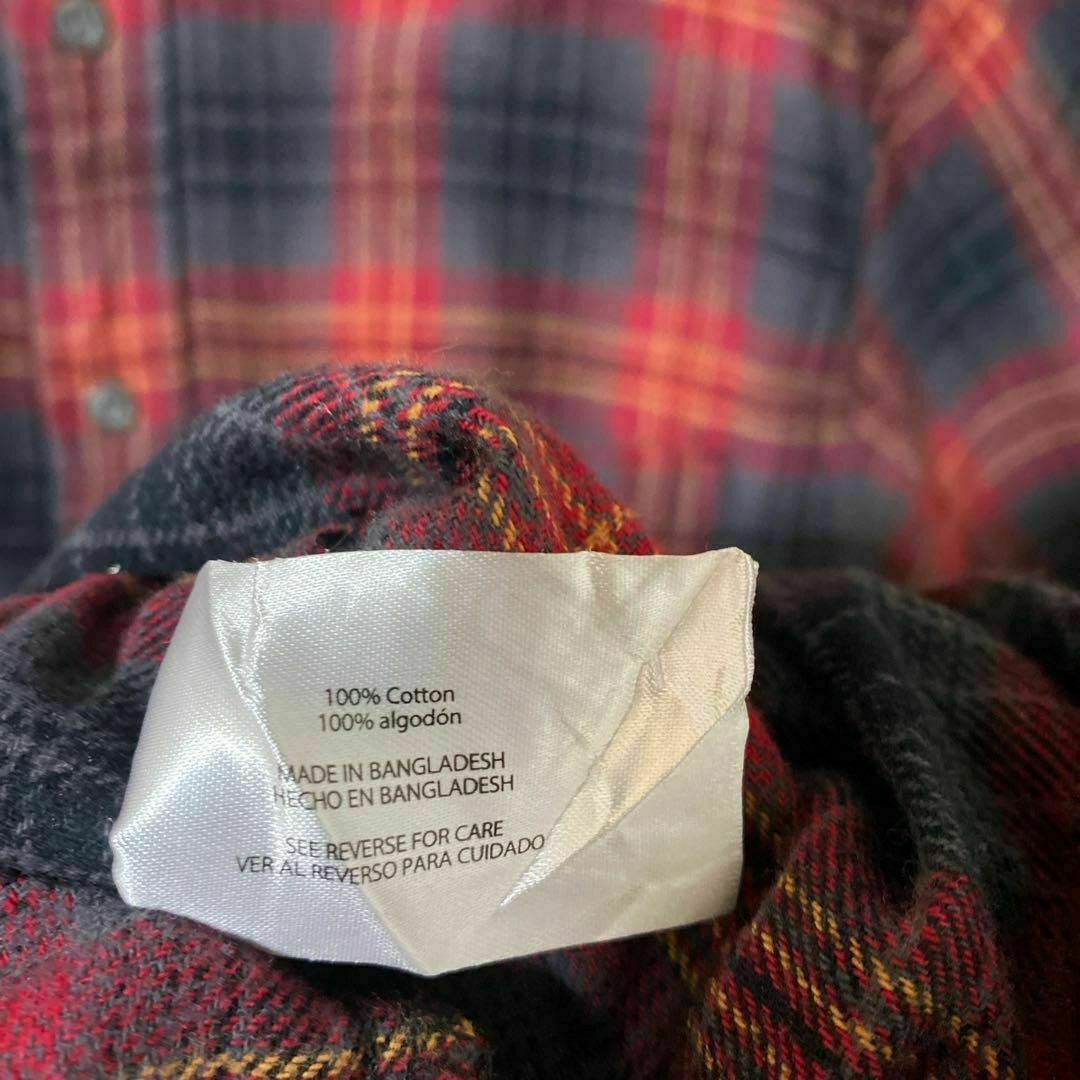 100% Cotton
100% algodón
MADE IN BANGLADESH
HECHO EN BANGLADESH
SEE REVERSE FOR CARE
VER AL REVERSO PARA CUIDADO